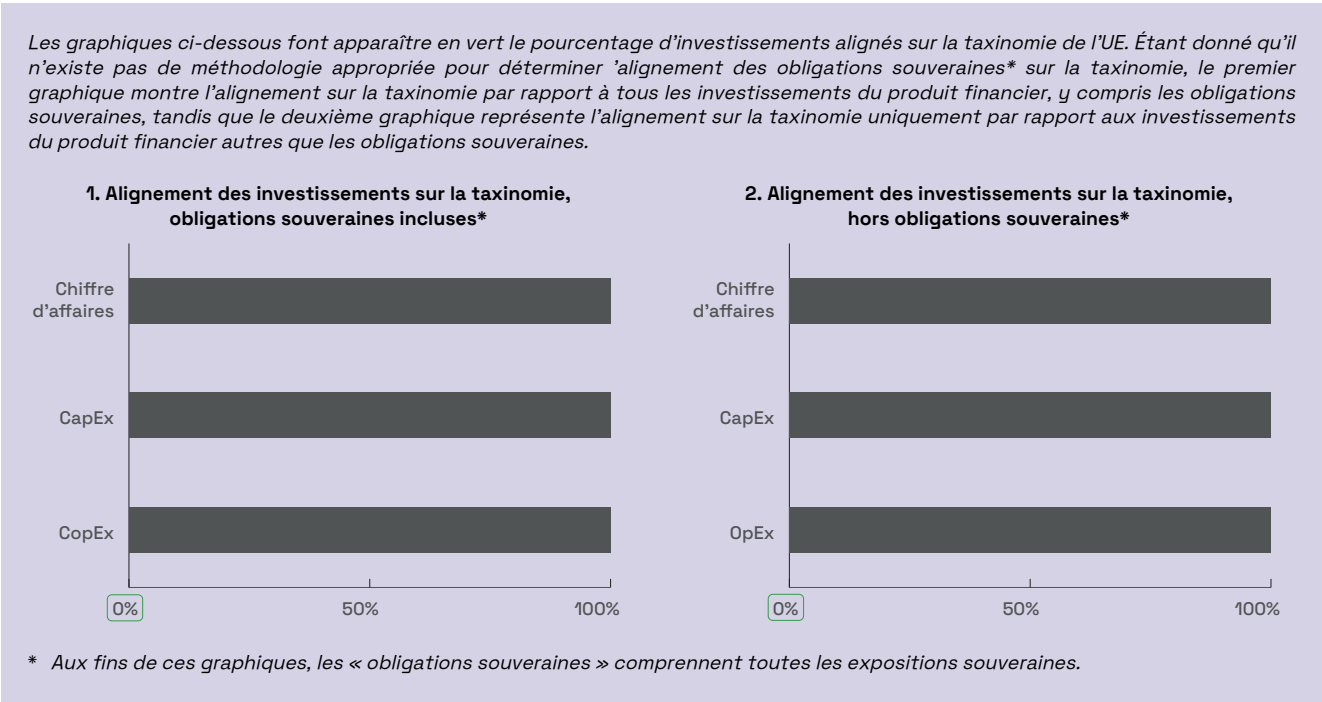 Les graphiques ci-dessous font apparaître en vert le pourcentage d’investissements alignés sur la taxinomie de l’UE. Étant donné qu’il
n’existe pas de méthodologie appropriée pour déterminer ’alignement des obligations souveraines* sur la taxinomie, le premier
graphique montre l’alignement sur la taxinomie par rapport à tous les investissements du produit financier, y compris les obligations
souveraines, tandis que le deuxième graphique représente l’alignement sur la taxinomie uniquement par rapport aux investissements
du produit financier autres que les obligations souveraines.
1. Alignement des investissements sur la taxinomie,
obligations souveraines incluses*
Chiffre
d’affaires
CapEx
CopEx
0% 50% 100%
2. Alignement des investissements sur la taxinomie,
hors obligations souveraines*
Chiffre
d’affaires
CapEx
OpEx
0% 50% 100%
* Aux fins de ces graphiques, les « obligations souveraines » comprennent toutes les expositions souveraines.